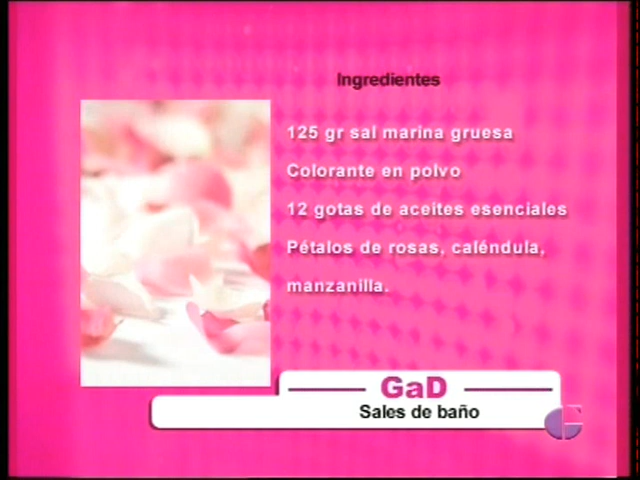 Ingredientes
125 gr sal marina gruesa
Colorante en polvo
12 gotas de aceites esenciales
Pétalos de rosas, caléndula,
manzanilla.
GaD
Sales de baño